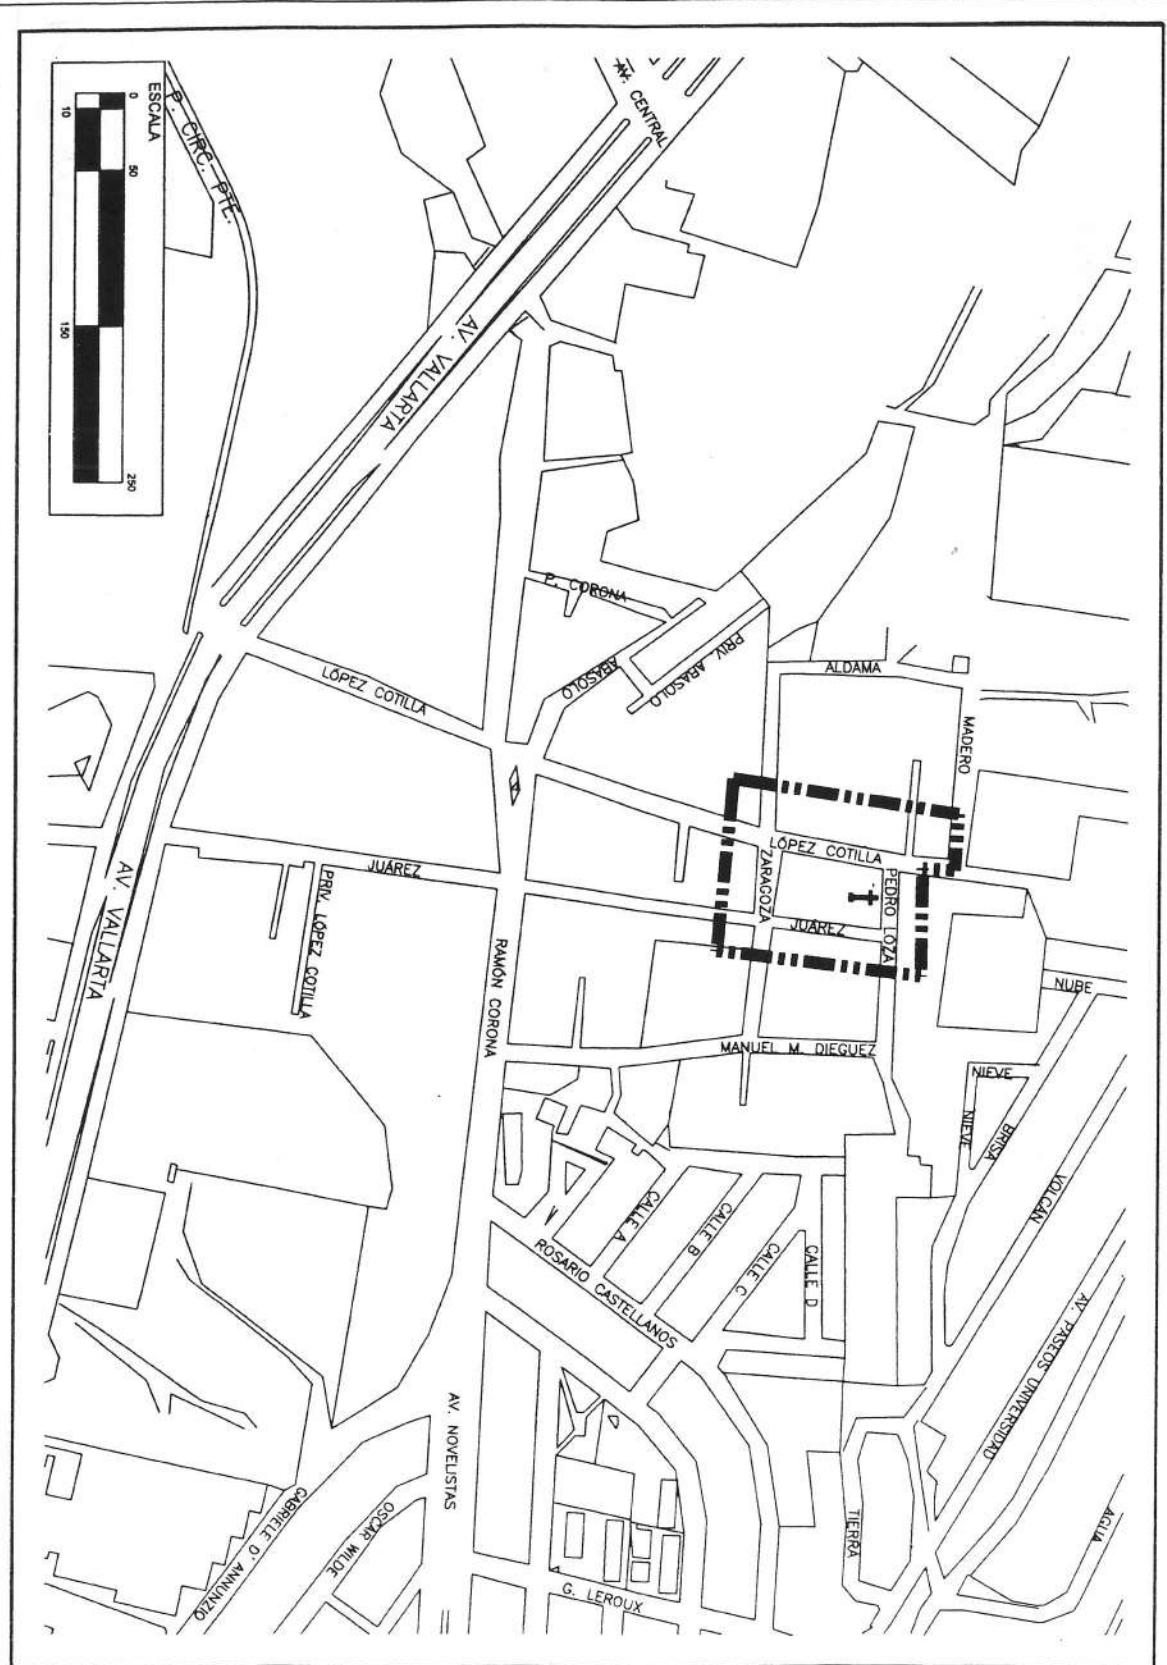 ESCALA
0
10
50
150
250
P. CIRC. PTE.
AV. CENTRAL
AV. VALLARTA
P. CORONA
ABASOLO
PRIV. ABASOLO
ALDAMA
MADERO
LÓPEZ COTILLA
LÓPEZ COTILLA
ZARAGOZA
PEDRO LOZA
JUÁREZ
JUÁREZ
PRIV. LÓPEZ COTILLA
AV. VALLARTA
RAMÓN CORONA
MANUEL M. DIEGUEZ
NUBE
NIEVE
NIEVE
BRISA
VOLCÁN
CALLE A
CALLE B
CALLE C
CALLE D
ROSARIO CASTELLANOS
AV. PASEOS UNIVERSIDAD
AV. NOVELISTAS
GABRIELE D' ANNUNZIO
OSCAR WILDE
G. LEROUX
TIERRA
AGUA